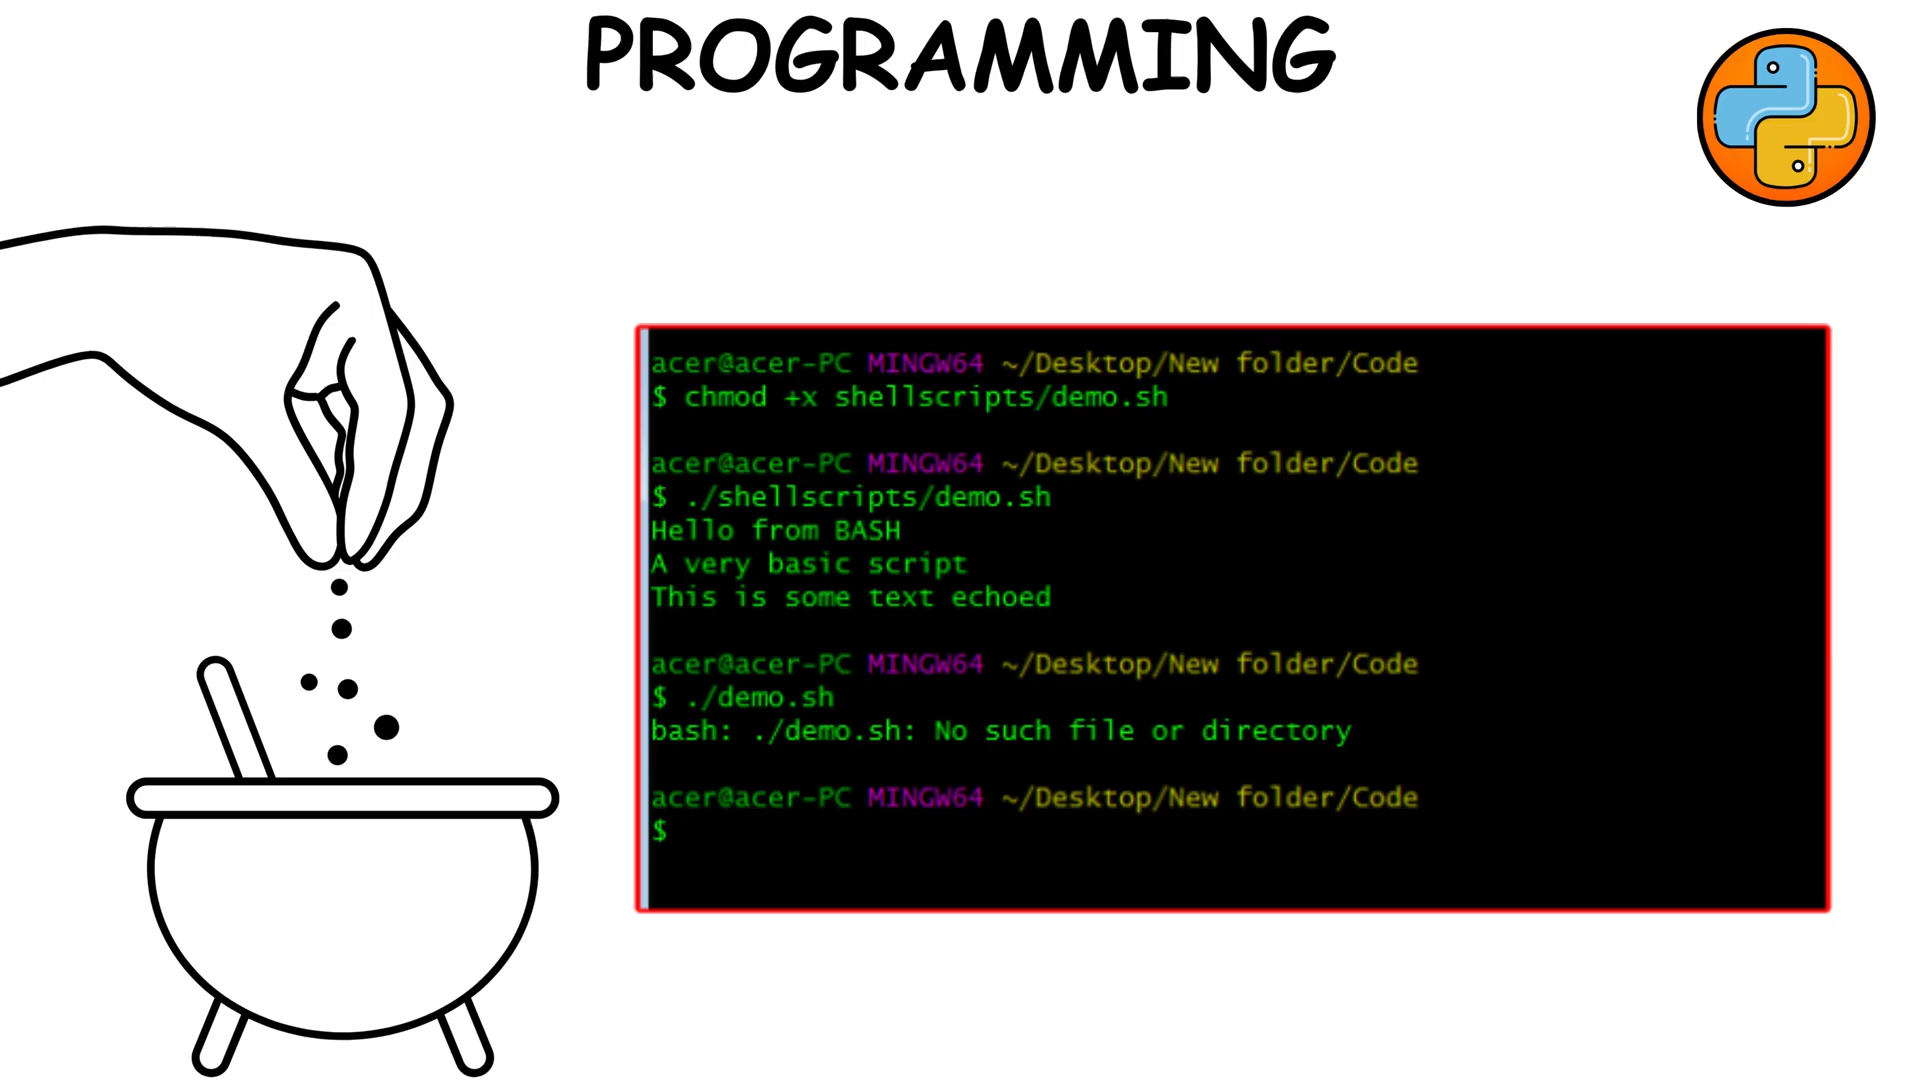 PROGRAMMING
acer@acer-PC MINGW64 ~/Desktop/New folder/Code
$ chmod +x shellscripts/demo.sh
acer@acer-PC MINGW64 ~/Desktop/New folder/Code
$ ./shellscripts/demo.sh
Hello from BASH
A very basic script
This is some text echoed
acer@acer-PC MINGW64 ~/Desktop/New folder/Code
$ ./demo.sh
bash: ./demo.sh: No such file or directory
acer@acer-PC MINGW64 ~/Desktop/New folder/Code
$